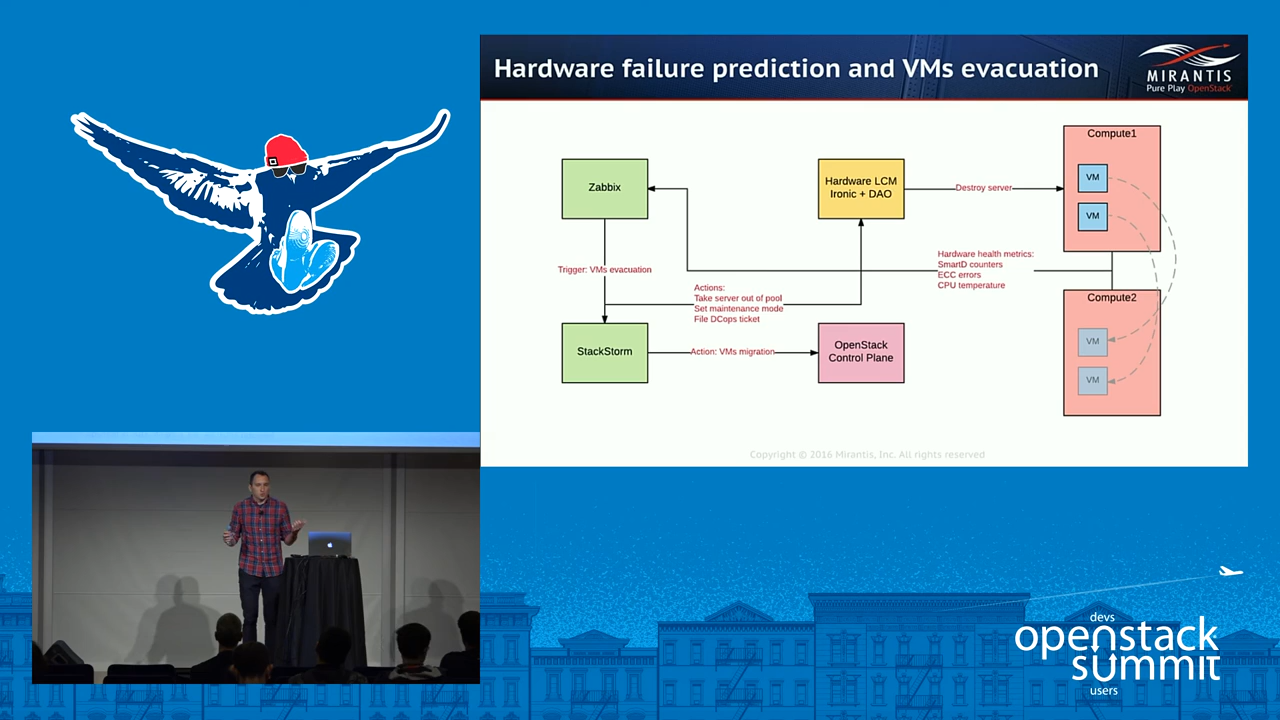 Hardware failure prediction and VMs evacuation
MIRANTIS
Pure Play OpenStack
Compute1
VM
VM
Zabbix
Hardware LCM
Ironic + DAO
Destroy server
Trigger: VMs evacuation
Hardware health metrics:
SmartD counters
ECC errors
CPU temperature
Actions:
Take server out of pool
Set maintenance mode
File DCops ticket
Compute2
VM
VM
StackStorm
Action: VMs migration
OpenStack
Control Plane
Copyright © 2016 Mirantis, Inc. All rights reserved
devs
openstack
summit
users